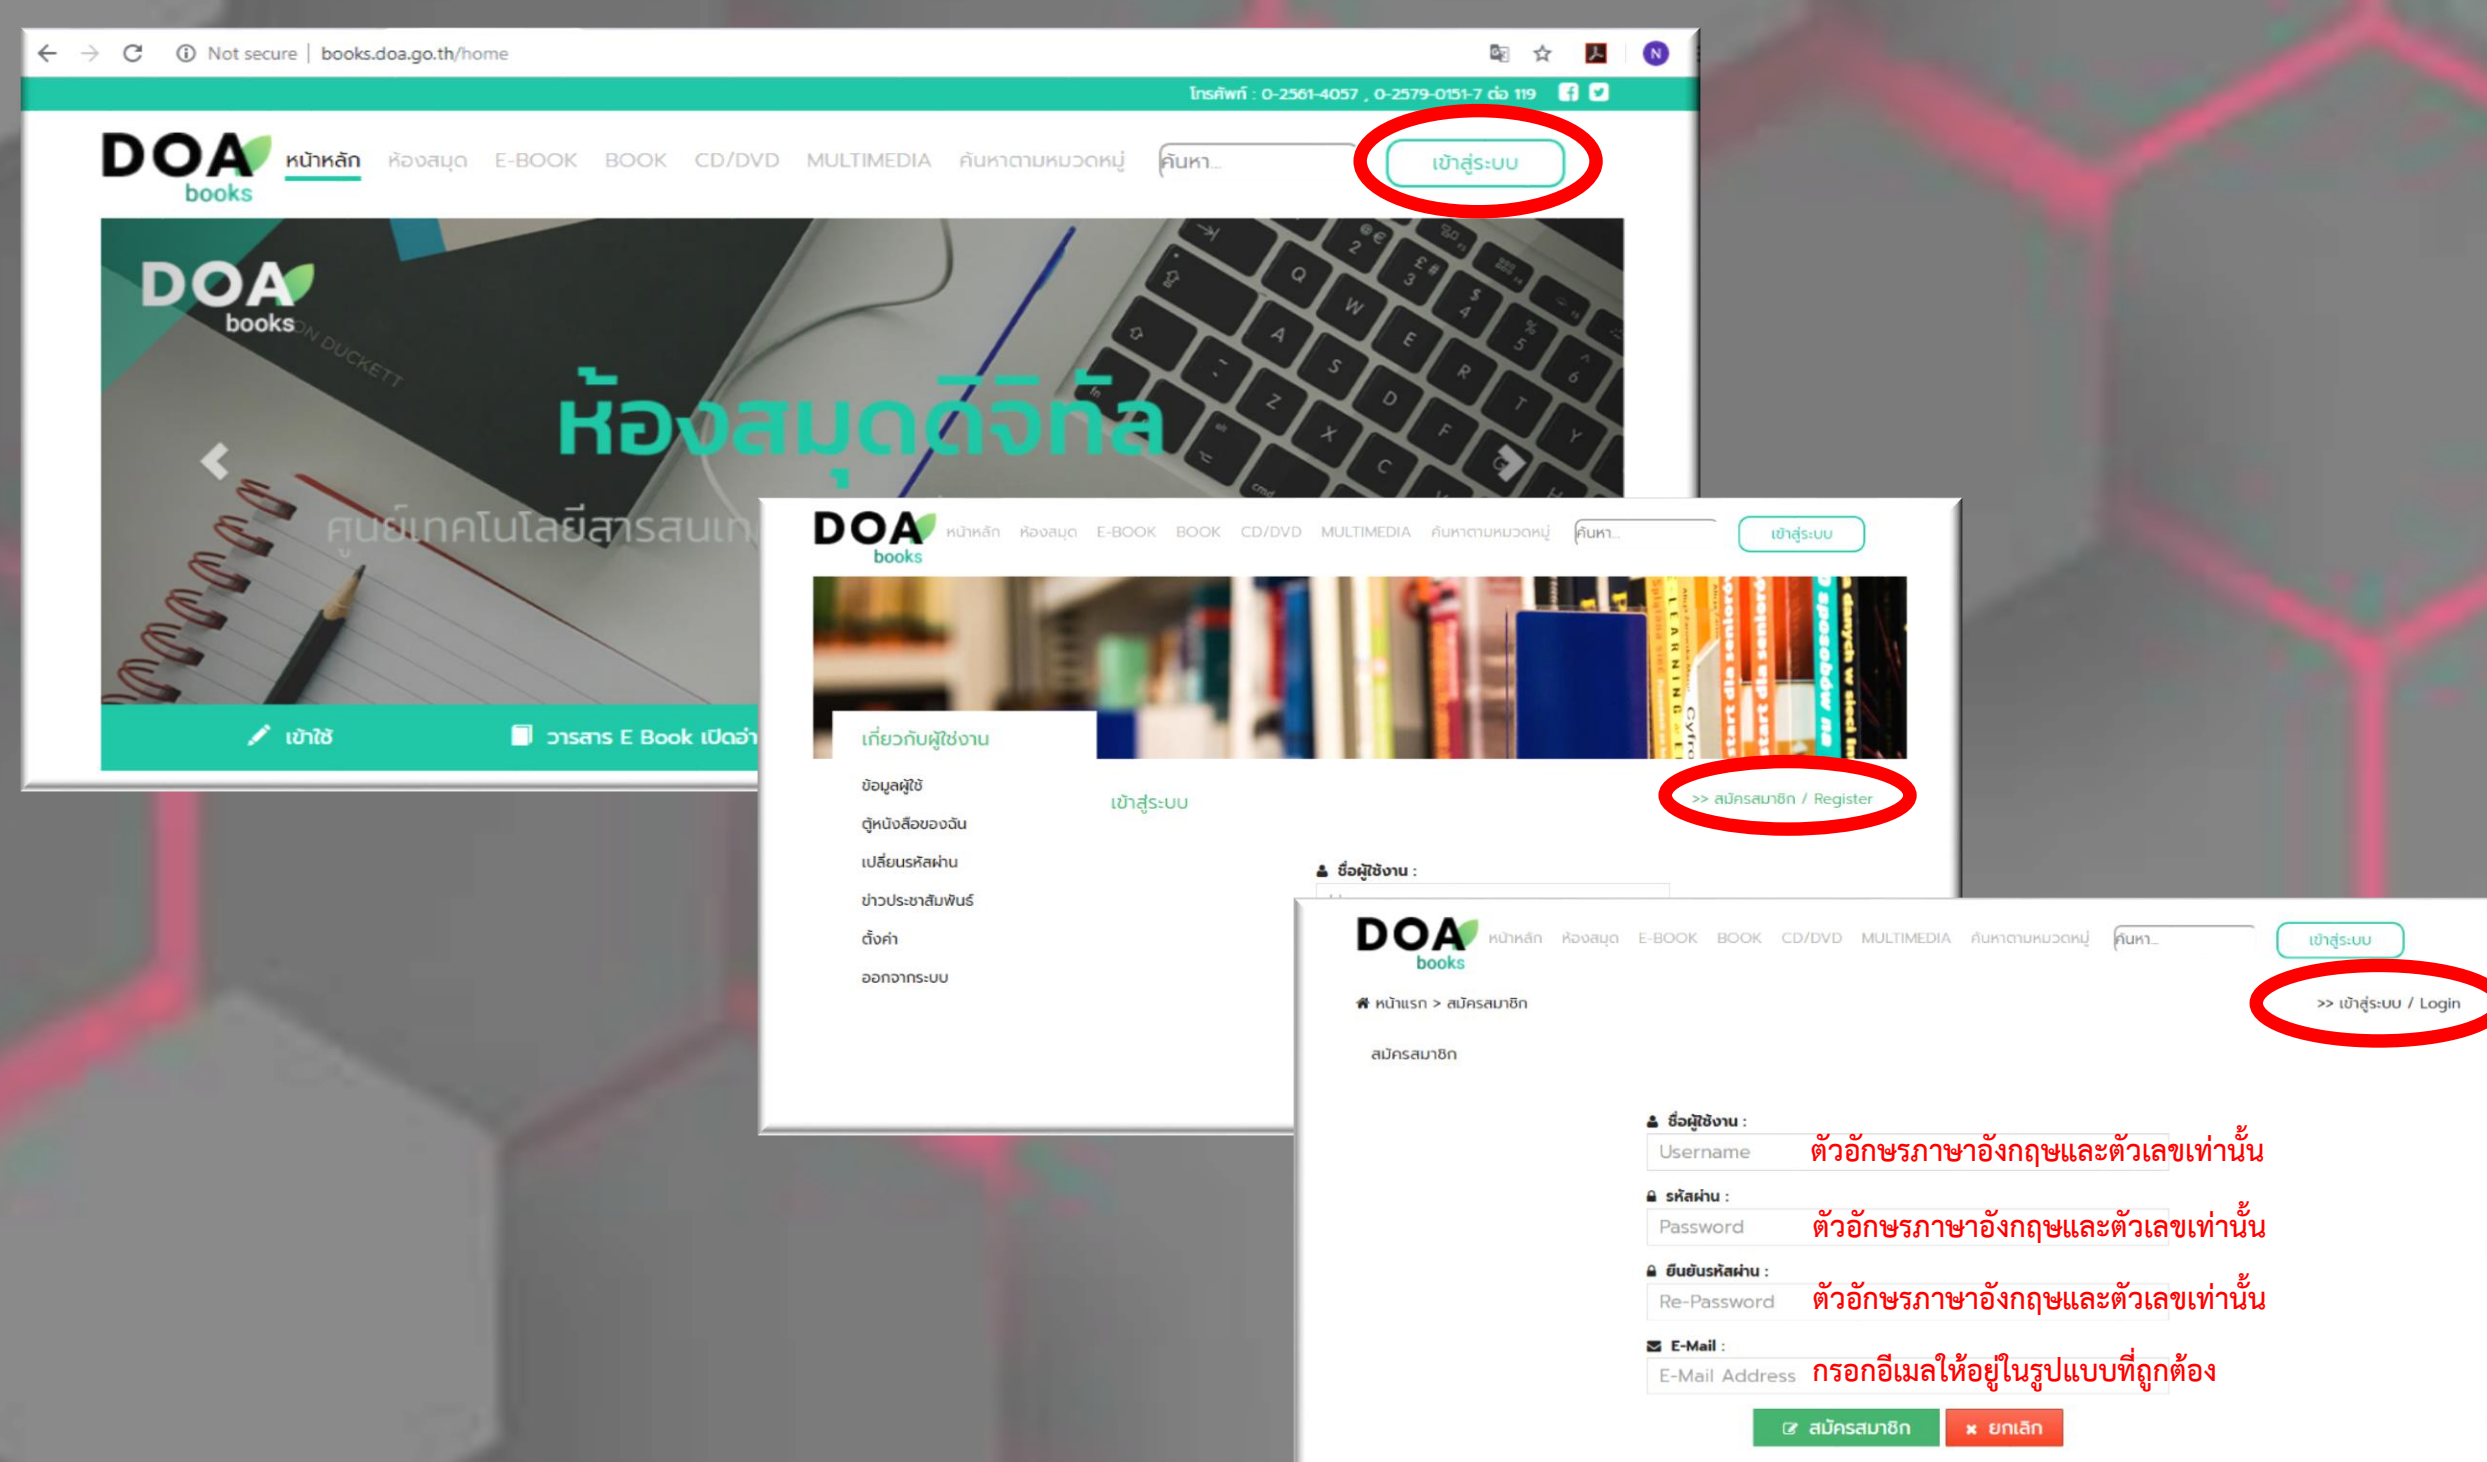 Not secure | books.doa.go.th/home
N
โทรศัพท์ : 0-2561-4057 , 0-2579-0151-7 ต่อ 119
DOA
books
หน้าหลัก ห้องสมุด E-BOOK BOOK CD/DVD MULTIMEDIA ค้นหาตามหมวดหมู่ ค้นหา... เข้าสู่ระบบ
DOA
books
ON DUCKETT
ห้องสมุดดิจิทัล
ศูนย์เทคโนโลยีสารสนเท
เข้าใช้
วารสาร E Book เปิดอ่า
DOA
books
หน้าหลัก ห้องสมุด E-BOOK BOOK CD/DVD MULTIMEDIA ค้นหาตามหมวดหมู่ ค้นหา... เข้าสู่ระบบ
เกี่ยวกับผู้ใช่งาน
ข้อมูลผู้ใช้
ตู้หนังสือของฉัน
เปลี่ยนรหัสผ่าน
ข่าวประชาสัมพันธ์
ตั้งค่า
ออกจากระบบ
เข้าสู่ระบบ
>> สมัครสมาชิก / Register
ชื่อผู้ใช้งาน :
DOA
books
หน้าหลัก ห้องสมุด E-BOOK BOOK CD/DVD MULTIMEDIA ค้นหาตามหมวดหมู่ ค้นหา... เข้าสู่ระบบ
หน้าแรก > สมัครสมาชิก
>> เข้าสู่ระบบ / Login
สมัครสมาชิก
ชื่อผู้ใช้งาน :
Username ตัวอักษรภาษาอังกฤษและตัวเลขเท่านั้น
รหัสผ่าน :
Password ตัวอักษรภาษาอังกฤษและตัวเลขเท่านั้น
ยืนยันรหัสผ่าน :
Re-Password ตัวอักษรภาษาอังกฤษและตัวเลขเท่านั้น
E-Mail :
E-Mail Address กรอกอีเมลให้อยู่ในรูปแบบที่ถูกต้อง
สมัครสมาชิก
ยกเลิก